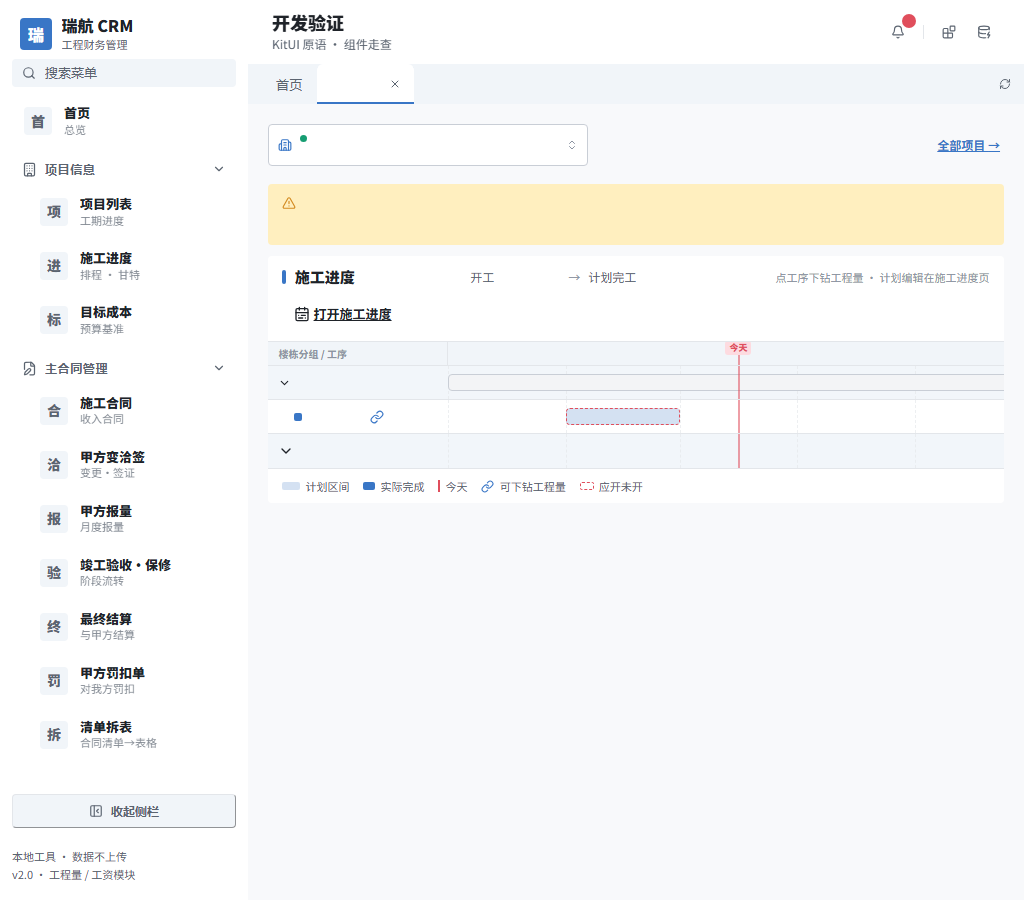 瑞
瑞航 CRM
工程财务管理
搜索菜单
首
首页
总览
项目信息
项
项目列表
工期进度
进
施工进度
排程 · 甘特
标
目标成本
预算基准
主合同管理
合
施工合同
收入合同
洽
甲方变洽签
变更·签证
报
甲方报量
月度报量
验
竣工验收·保修
阶段流转
终
最终结算
与甲方结算
罚
甲方罚扣单
对我方罚扣
拆
清单拆表
合同清单→表格
收起侧栏
本地工具 · 数据不上传
v2.0 · 工程量 / 工资模块
开发验证
KitUI 原语 · 组件走查
首页
全部项目 →
施工进度
开工
→ 计划完工
点工序下钻工程量 · 计划编辑在施工进度页
打开施工进度
楼栋分组 / 工序
今天
计划区间
实际完成
今天
可下钻工程量
应开未开